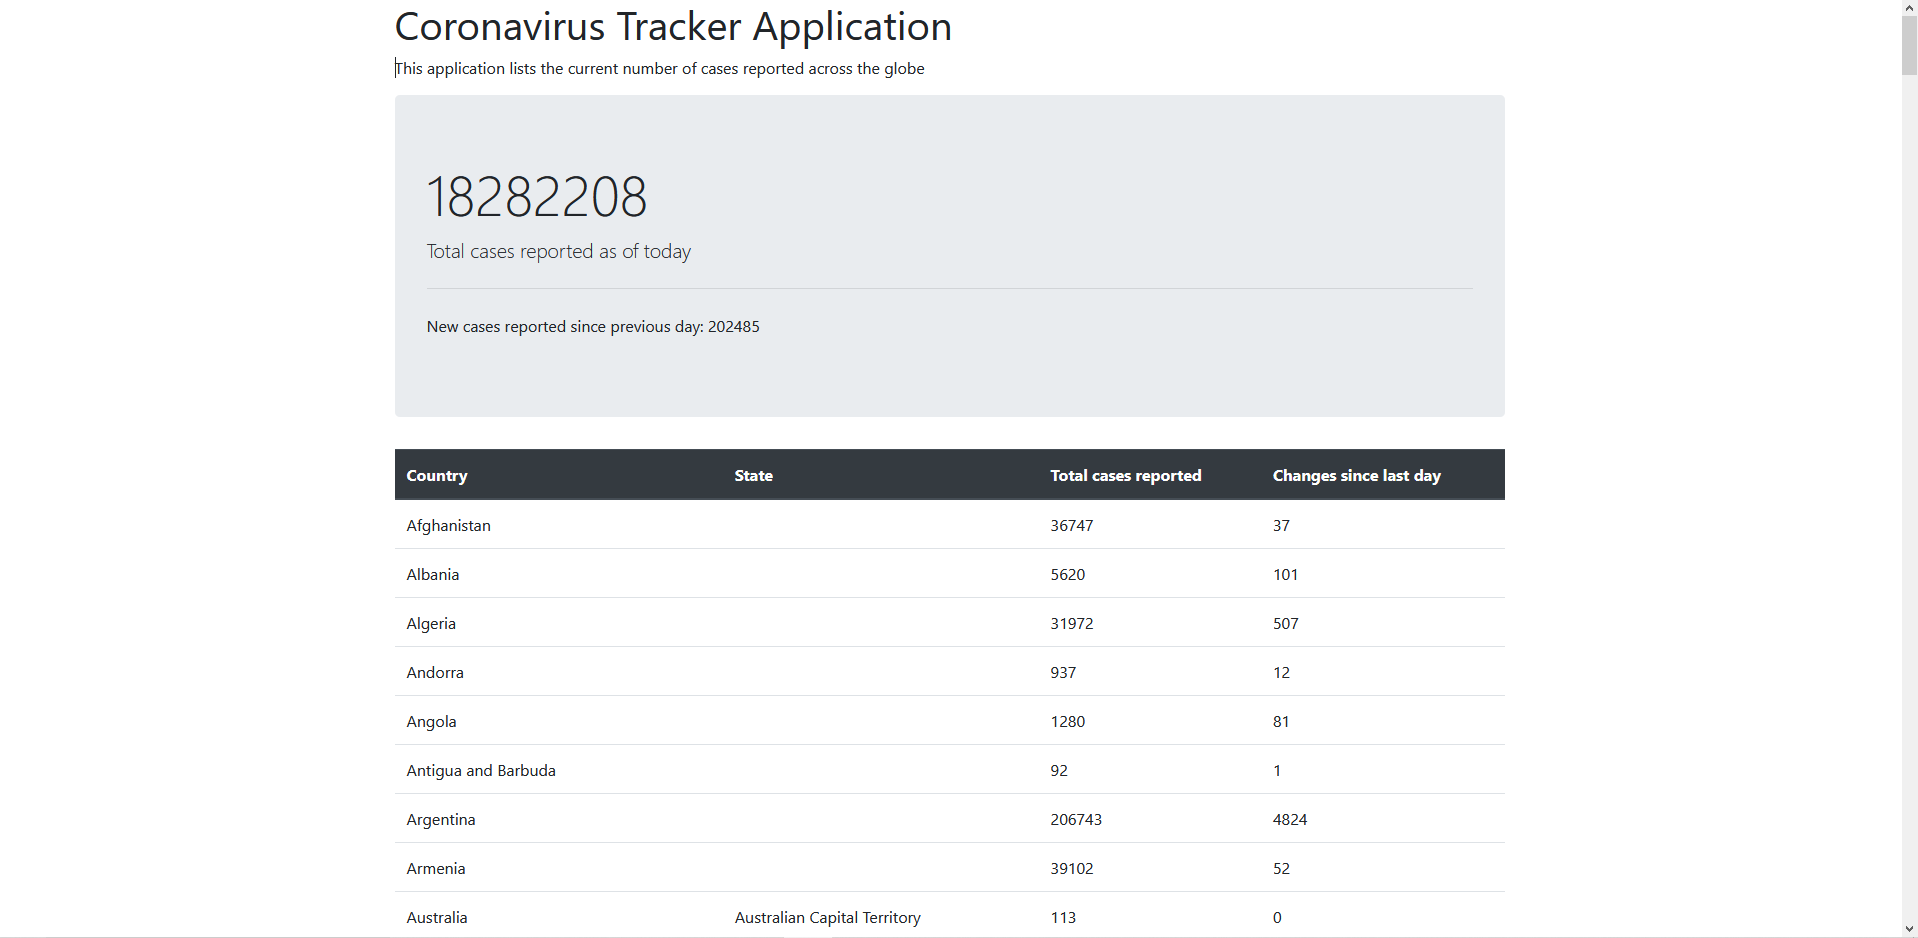 Coronavirus Tracker Application
This application lists the current number of cases reported across the globe
18282208
Total cases reported as of today
New cases reported since previous day: 202485
Country State Total cases reported Changes since last day
Afghanistan 36747 37
Albania 5620 101
Algeria 31972 507
Andorra 937 12
Angola 1280 81
Antigua and Barbuda 92 1
Argentina 206743 4824
Armenia 39102 52
Australia Australian Capital Territory 113 0